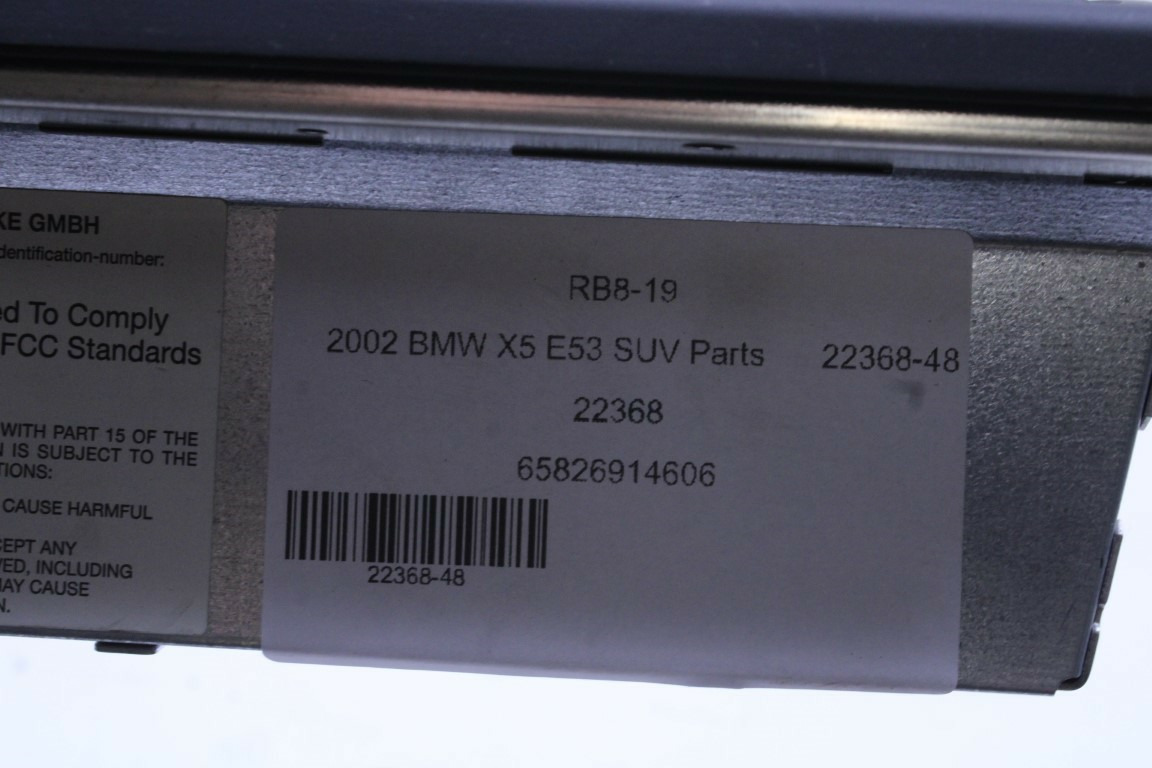 KE GMBH
dentification-number:
ed To Comply
FCC Standards
WITH PART 15 OF THE
N IS SUBJECT TO THE
TIONS:
CAUSE HARMFUL
CEPT ANY
VED, INCLUDING
MAY CAUSE
N.
RB8-19
2002 BMW X5 E53 SUV Parts 22368-48
22368
65826914606
22368-48